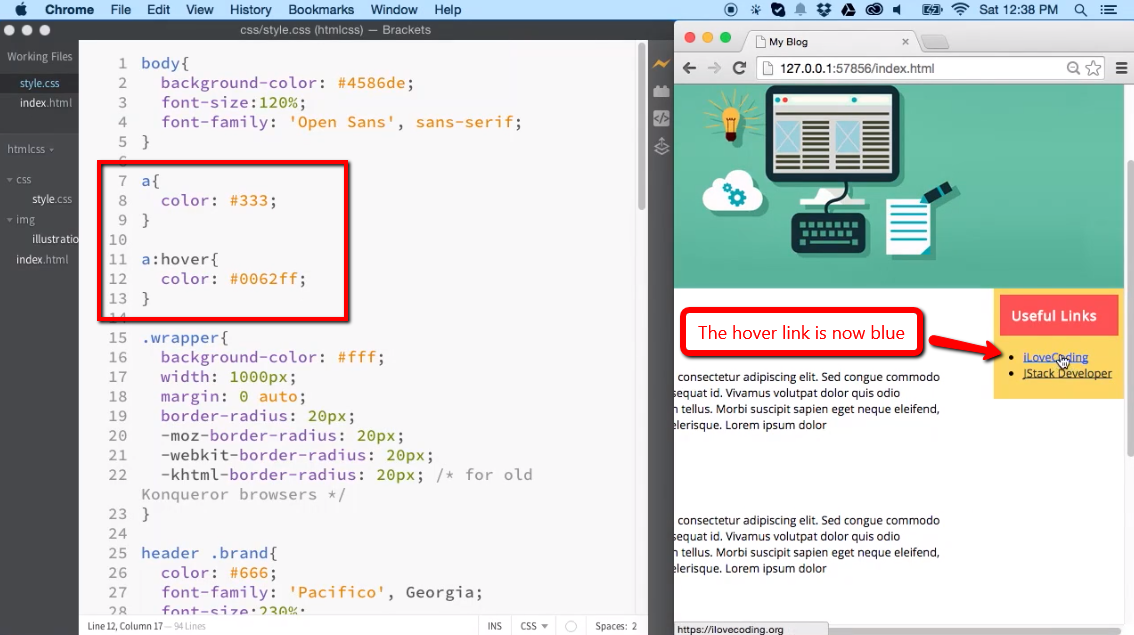 Chrome File Edit View History Bookmarks Window Help Sat 12:38 PM
css/style.css (htmlcss) — Brackets
Working Files
style.css
index.html
htmlcss
css
style.css
img
illustratio
index.html
1 body{
2 background-color: #4586de;
3 font-size:120%;
4 font-family: 'Open Sans', sans-serif;
5 }
6
7 a{
8 color: #333;
9 }
10
11 a:hover{
12 color: #0062ff;
13 }
14
15 .wrapper{
16 background-color: #fff;
17 width: 1000px;
18 margin: 0 auto;
19 border-radius: 20px;
20 -moz-border-radius: 20px;
21 -webkit-border-radius: 20px;
22 -khtml-border-radius: 20px; /* for old
Konqueror browsers */
23 }
24
25 header .brand{
26 color: #666;
27 font-family: 'Pacifico', Georgia;
28 font-size:230%;
Line 12, Column 17 — 94 Lines
INS CSS Spaces: 2
My Blog
127.0.0.1:57856/index.html
Useful Links
The hover link is now blue
iLoveCoding
JStack Developer
consectetur adipiscing elit. Sed congue commodo
sequat id. Vivamus volutpat dolor quis odio
n tellus. Morbi suscipit sapien eget neque eleifend,
elerisque. Lorem ipsum dolor
consectetur adipiscing elit. Sed congue commodo
sequat id. Vivamus volutpat dolor quis odio
n tellus. Morbi suscipit sapien eget neque eleifend,
elerisque. Lorem ipsum dolor
https://ilovecoding.org